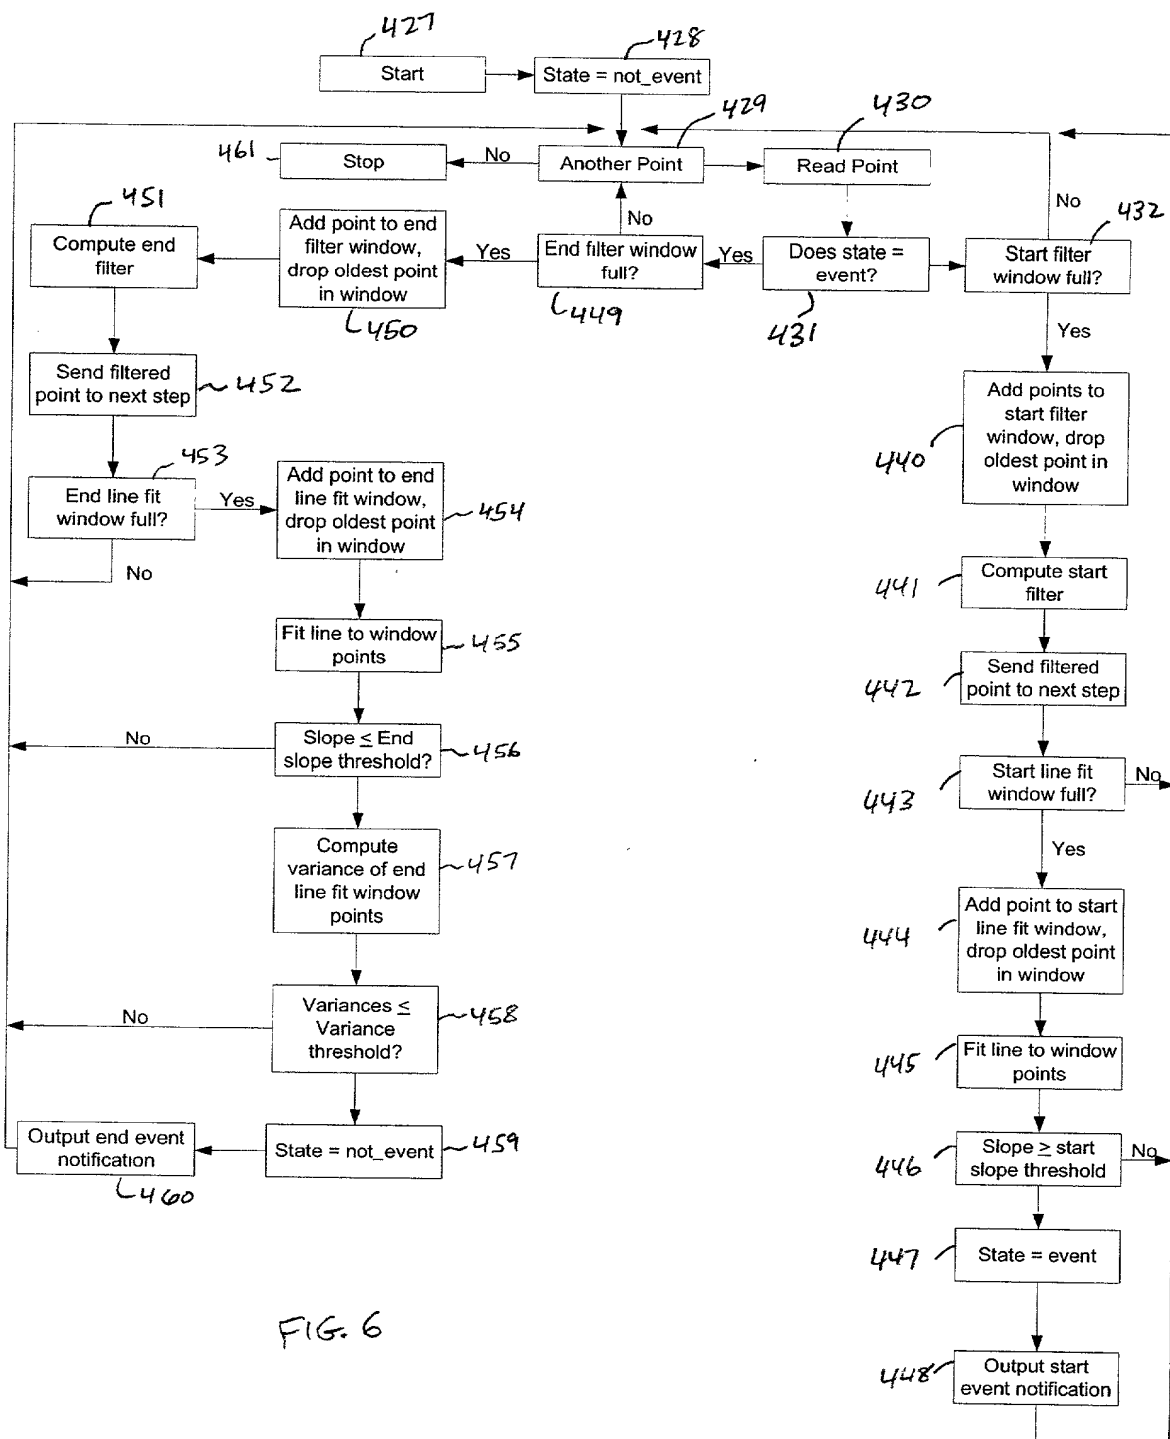 427
Start
428
State = not_event
429
Another Point
430
Read Point
461
Stop
No
No
No
432
451
Compute end
filter
Add point to end
filter window,
drop oldest point
in window
450
Yes
End filter window
full?
449
Yes
Does state =
event?
431
Start filter
window full?
Yes
Send filtered
point to next step
452
453
End line fit
window full?
Yes
No
Add point to end
line fit window,
drop oldest point
in window
454
Fit line to window
points
455
No
Slope ≤ End
slope threshold?
456
Compute
variance of end
line fit window
points
457
No
Variances ≤
Variance
threshold?
458
State = not_event
459
Output end event
notification
460
Add points to
start filter
window, drop
oldest point in
window
440
Compute start
filter
441
Send filtered
point to next step
442
Start line fit
window full?
443
No
Yes
Add point to start
line fit window,
drop oldest point
in window
444
Fit line to window
points
445
Slope ≥ start
slope threshold
446
No
State = event
447
Output start
event notification
448
FIG. 6